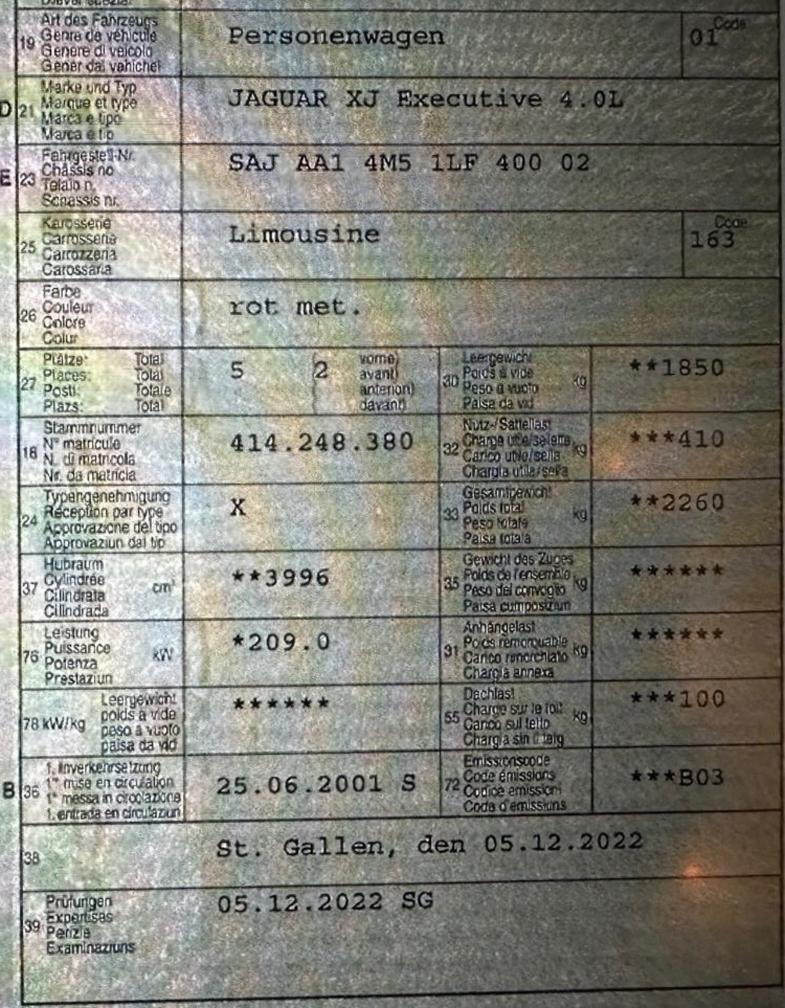 19 Art des Fahrzeugs
Genre de véhicule
Genere di veicolo
Gener dal vehichel
Personenwagen
Code
01
D 21 Marke und Typ
Marque et type
Marca e tipo
Marca e tip
JAGUAR XJ Executive 4.0L
E 23 Fahrgestell-Nr.
Châssis no
Telaio n.
Schassis nr.
SAJ AA1 4M5 1LF 400 02
25 Karosserie
Carrosserie
Carrozzeria
Carossaria
Limousine
Code
163
26 Farbe
Couleur
Colore
Colur
rot met.
27 Plätze: Total
Places: Total
Posti: Totale
Plazs: Total
5 (2 vorne)
avant)
anteriori)
davant)
30 Leergewicht
Poids à vide
Peso a vuoto kg
Paisa da vid
**1850
18 Stammnummer
N° matricule
N. di matricola
Nr. da matricla
414.248.380
32 Nutz-/Sattellast
Charge utile/sellette
Carico utile/sella kg
Chargia utila/sella
***410
24 Typengenehmigung
Réception par type
Approvazione del tipo
Approvaziun dal tip
X
33 Gesamtgewicht
Poids total kg
Peso totale
Paisa totala
**2260
37 Hubraum
Cylindrée cm³
Cilindrata
Cilindrada
**3996
35 Gewicht des Zuges
Poids de l'ensemble kg
Peso del convoglio
Paisa cumposiziun
******
76 Leistung
Puissance kW
Potenza
Prestaziun
*209.0
31 Anhängelast
Poids remorquable kg
Carico rimorchiato
Chargia annexa
******
78 kW/kg Leergewicht
poids à vide
peso a vuoto
paisa da vid
******
55 Dachlast
Charge sur le toit kg
Carico sul tetto
Chargia sin il tetg
***100
B 36 1. Inverkehrsetzung
1re mise en circulation
1a messa in circolazione
1. entrada en circulaziun
25.06.2001 S
72 Emissionscode
Code émissions
Codice emissioni
Code d'emissiuns
***B03
38 St. Gallen, den 05.12.2022
39 Prüfungen
Expertises
Perizie
Examinaziuns
05.12.2022 SG